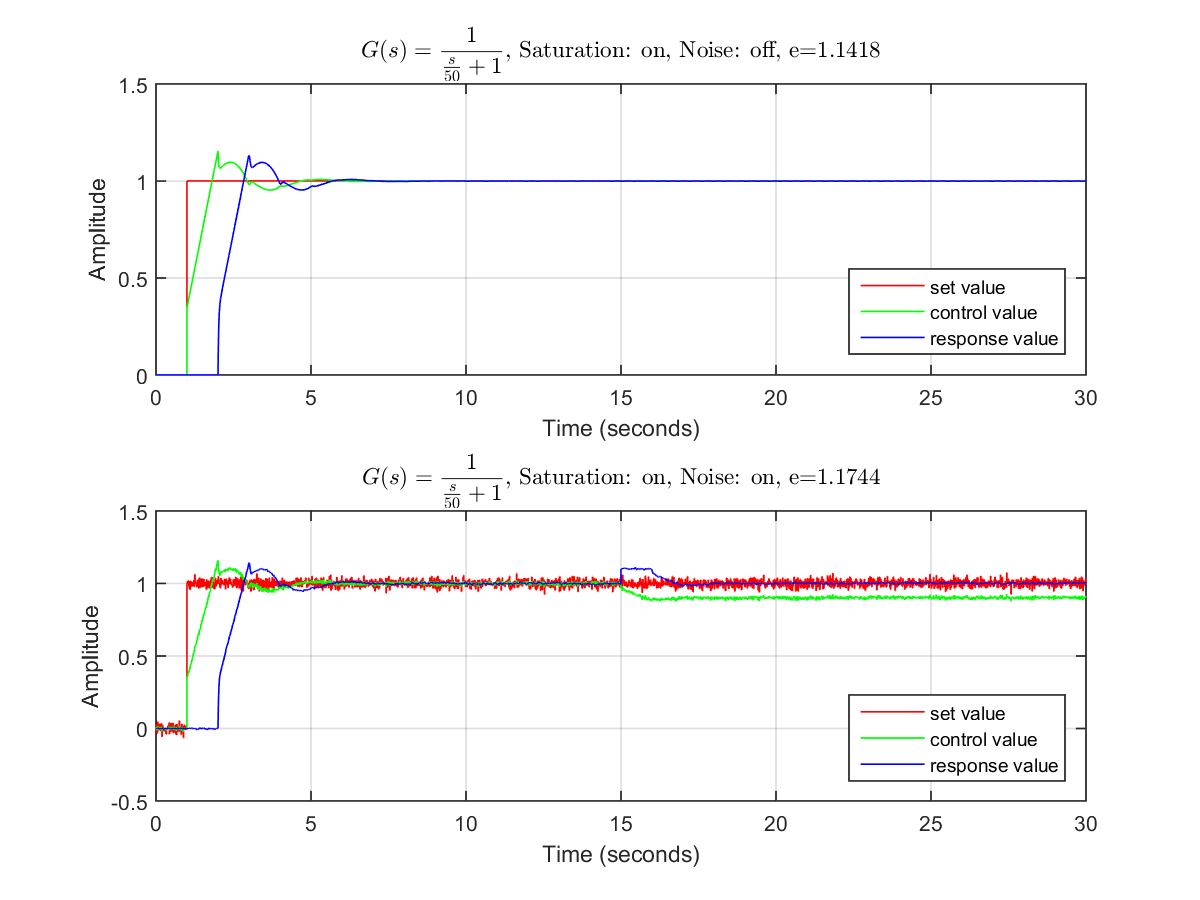 G(s) = 1/(s/50 + 1), Saturation: on, Noise: off, e=1.1418
1.5
1
0.5
0
Amplitude
set value
control value
response value
0 5 10 15 20 25 30
Time (seconds)
G(s) = 1/(s/50 + 1), Saturation: on, Noise: on, e=1.1744
1.5
1
0.5
0
-0.5
Amplitude
set value
control value
response value
0 5 10 15 20 25 30
Time (seconds)